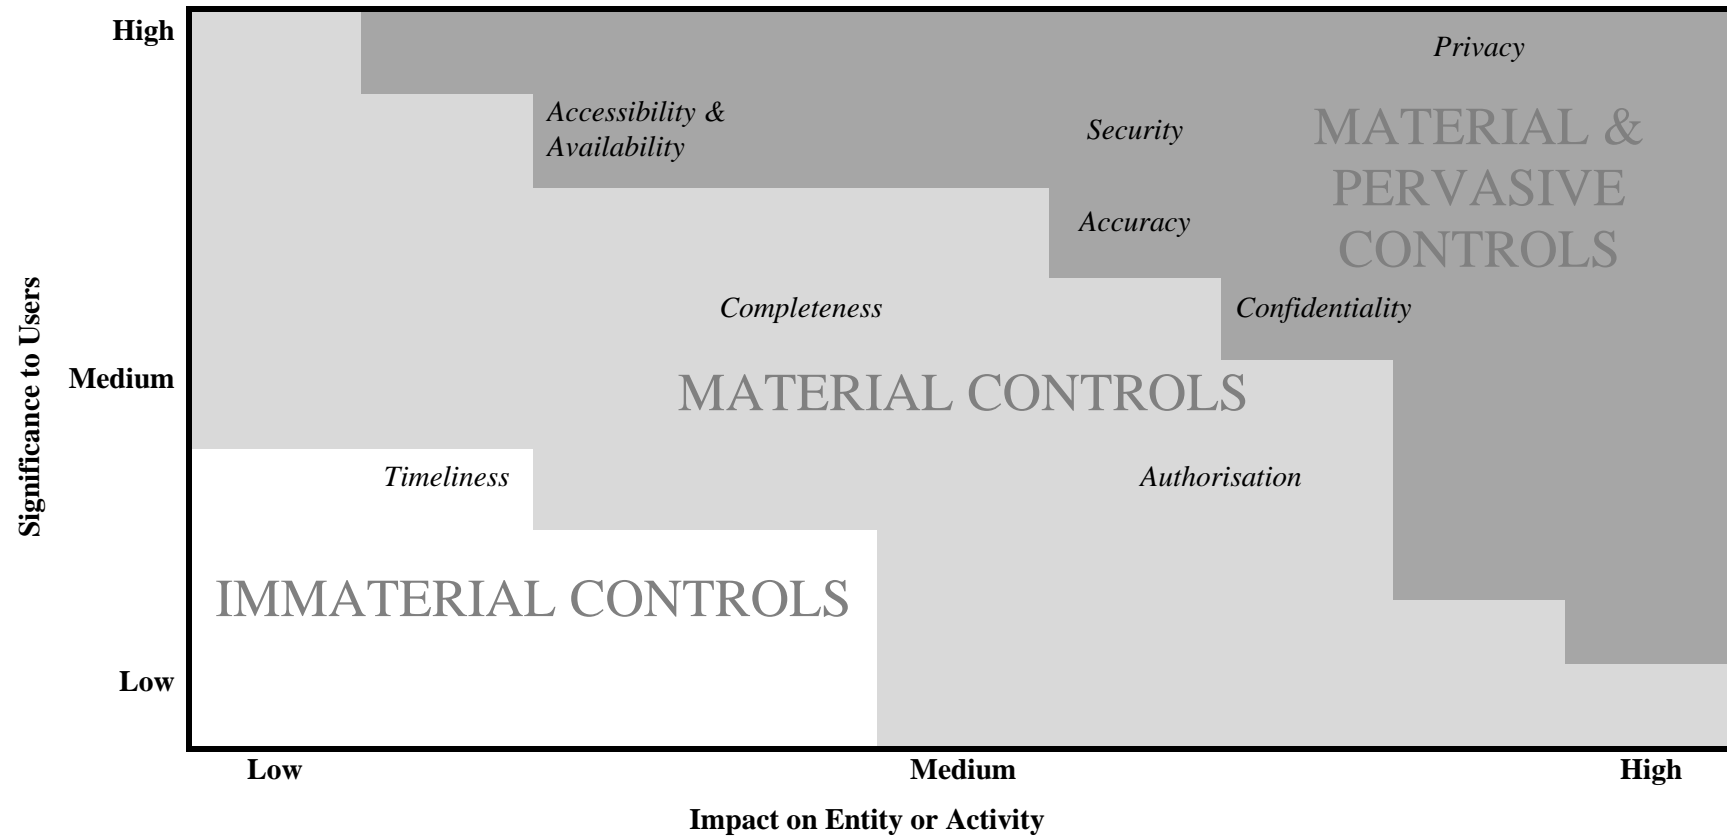 High
Privacy
Accessibility &
Availability
Security
MATERIAL &
PERVASIVE
CONTROLS
Accuracy
Completeness
Confidentiality
Significance to Users
Medium
MATERIAL CONTROLS
Timeliness
Authorisation
IMMATERIAL CONTROLS
Low
Low
Medium
High
Impact on Entity or Activity